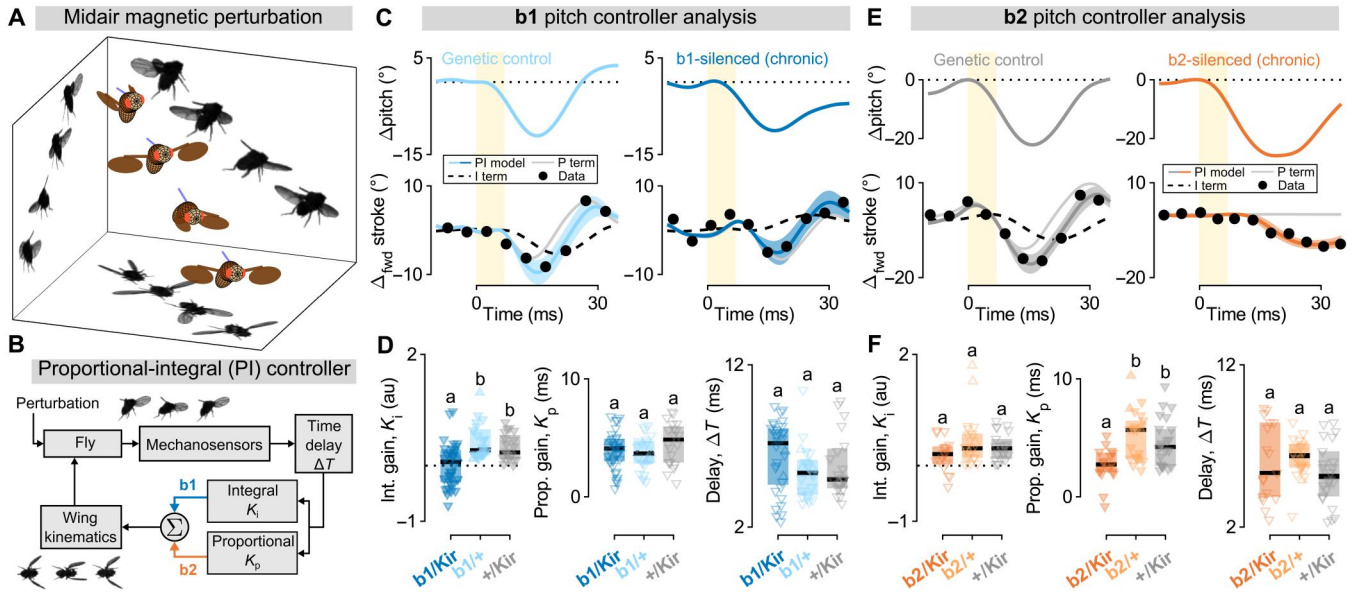 A
Midair magnetic perturbation
B
Proportional-integral (PI) controller
Perturbation
Fly
Mechanosensors
Time
delay
ΔT
b1
Integral
Ki
Wing
kinematics
Σ
Proportional
Kp
b2
C
b1 pitch controller analysis
Genetic control
b1-silenced (chronic)
Δpitch (°)
5
−15
5
−15
PI model
P term
I term
Data
Δfwd stroke (°)
10
−10
10
−10
0
30
0
30
Time (ms)
Time (ms)
D
Int. gain, Ki (au)
2
−1
a
b
b
b1/Kir
b1/+
+/Kir
Prop. gain, Kp (ms)
10
0
a
a
a
b1/Kir
b1/+
+/Kir
Delay, ΔT (ms)
12
2
a
a
a
b1/Kir
b1/+
+/Kir
E
b2 pitch controller analysis
Genetic control
b2-silenced (chronic)
Δpitch (°)
0
−20
0
−20
PI model
P term
I term
Data
Δfwd stroke (°)
10
−20
10
−20
0
30
0
30
Time (ms)
Time (ms)
F
Int. gain, Ki (au)
2
−1
a
a
a
b2/Kir
b2/+
+/Kir
Prop. gain, Kp (ms)
10
0
a
b
b
b2/Kir
b2/+
+/Kir
Delay, ΔT (ms)
12
2
a
a
a
b2/Kir
b2/+
+/Kir